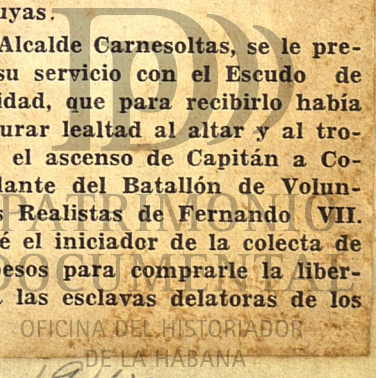 uyas.
Alcalde Carnesoltas, se le pre-
su servicio con el Escudo de
idad, que para recibirlo había
urar lealtad al altar y al tro-
el ascenso de Capitán a Co-
lante del Batallón de Volun-
s Realistas de Fernando VII.
é el iniciador de la colecta de
pesos para comprarle la liber-
a las esclavas delatoras de los
PATRIMONIO
DOCUMENTAL
OFICINA DEL HISTORIADOR
DE LA HABANA